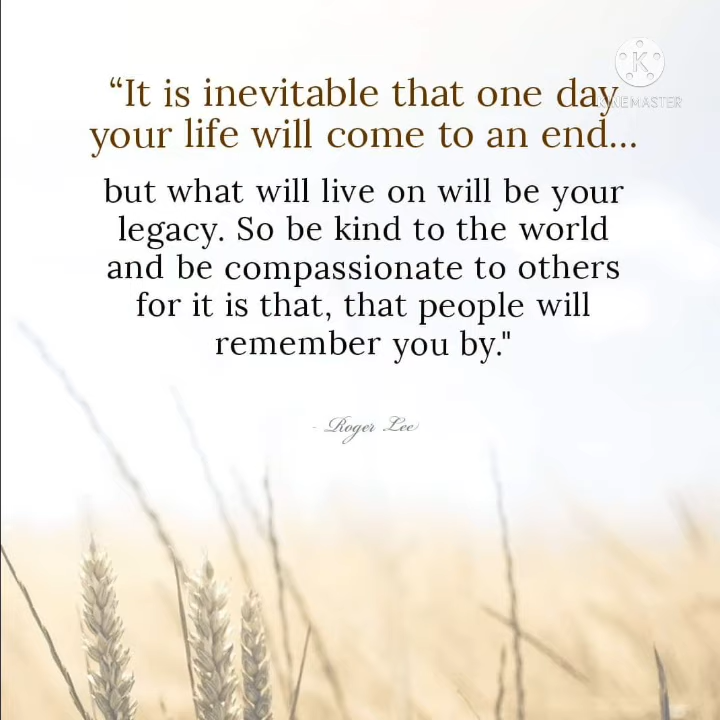 K
KINEMASTER
“It is inevitable that one day
your life will come to an end...
but what will live on will be your
legacy. So be kind to the world
and be compassionate to others
for it is that, that people will
remember you by."
- Roger Lee